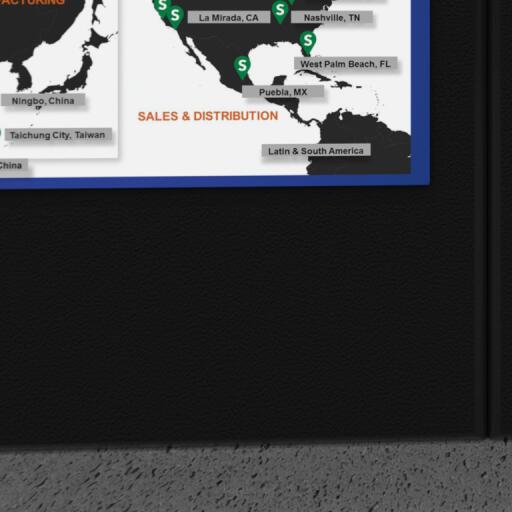 La Mirada, CA
Nashville, TN
West Palm Beach, FL
Puebla, MX
Ningbo, China
SALES & DISTRIBUTION
Taichung City, Taiwan
Latin & South America
China
S
S
S
S
S